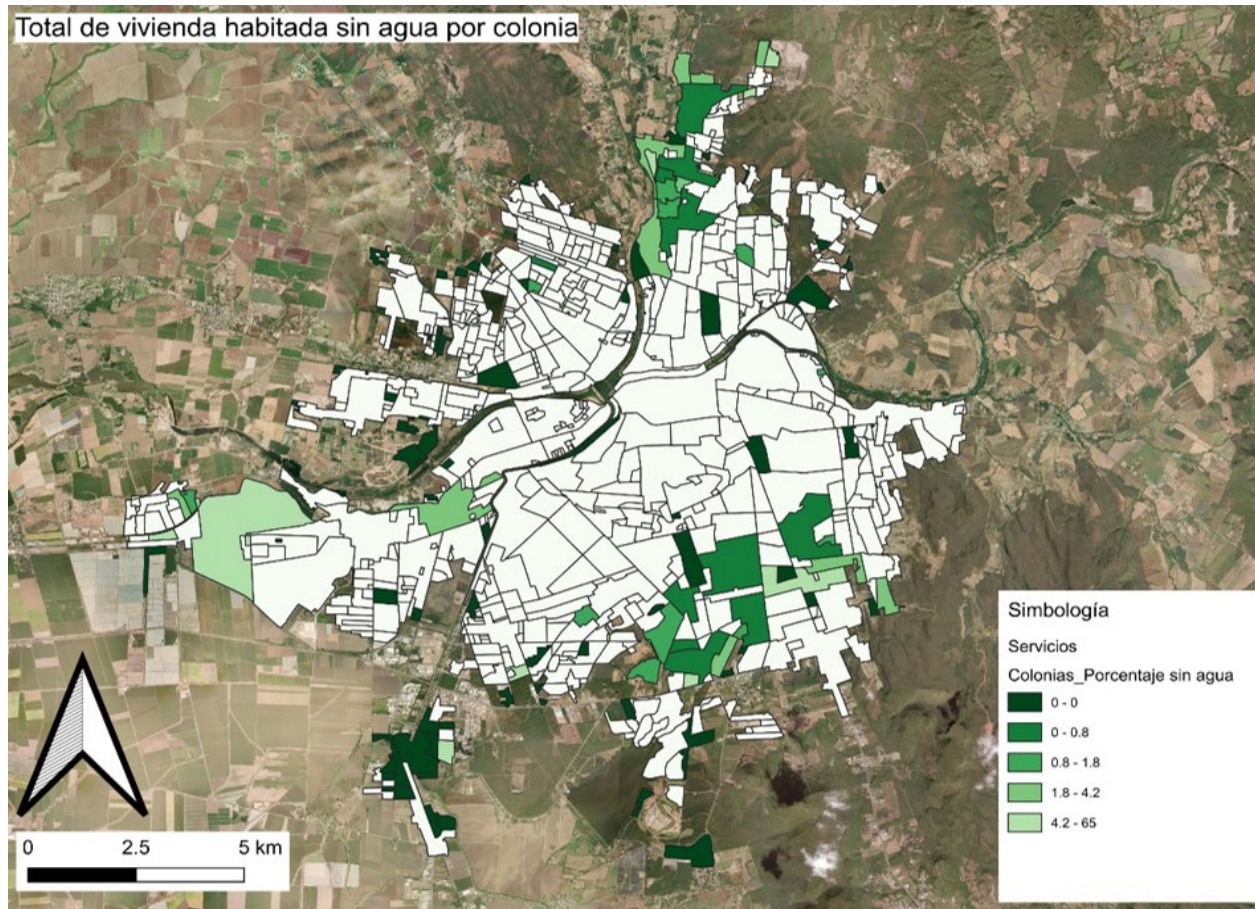 Total de vivienda habitada sin agua por colonia
Simbología
Servicios
Colonias_Porcentaje sin agua
0 - 0
0 - 0.8
0.8 - 1.8
1.8 - 4.2
4.2 - 65
0 2.5 5 km